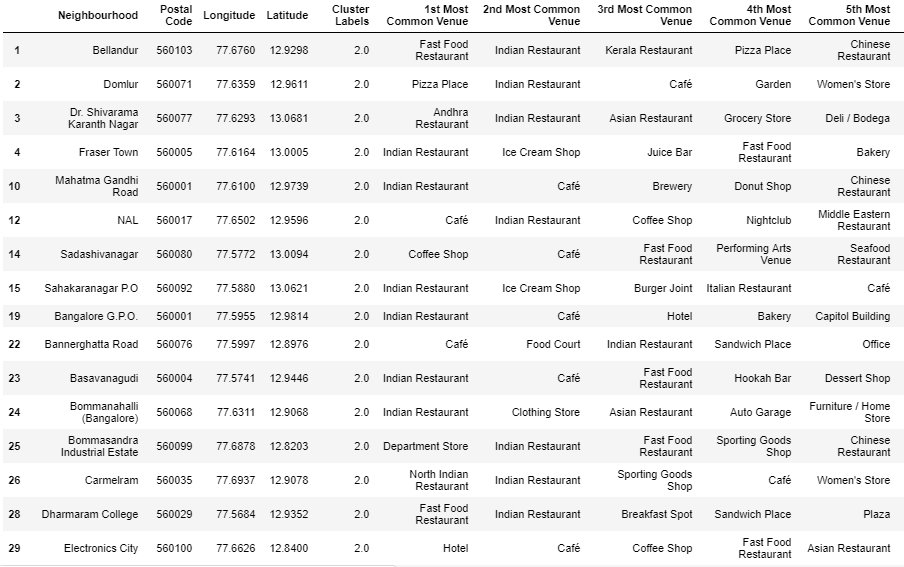 Neighbourhood Postal Code Longitude Latitude Cluster Labels 1st Most Common Venue 2nd Most Common Venue 3rd Most Common Venue 4th Most Common Venue 5th Most Common Venue
1 Bellandur 560103 77.6760 12.9298 2.0 Fast Food Restaurant Indian Restaurant Kerala Restaurant Pizza Place Chinese Restaurant
2 Domlur 560071 77.6359 12.9611 2.0 Pizza Place Indian Restaurant Café Garden Women's Store
3 Dr. Shivarama Karanth Nagar 560077 77.6293 13.0681 2.0 Andhra Restaurant Indian Restaurant Asian Restaurant Grocery Store Deli / Bodega
4 Fraser Town 560005 77.6164 13.0005 2.0 Indian Restaurant Ice Cream Shop Juice Bar Fast Food Restaurant Bakery
10 Mahatma Gandhi Road 560001 77.6100 12.9739 2.0 Indian Restaurant Café Brewery Donut Shop Chinese Restaurant
12 NAL 560017 77.6502 12.9596 2.0 Café Indian Restaurant Coffee Shop Nightclub Middle Eastern Restaurant
14 Sadashivanagar 560080 77.5772 13.0094 2.0 Coffee Shop Café Fast Food Restaurant Performing Arts Venue Seafood Restaurant
15 Sahakaranagar P.O 560092 77.5880 13.0621 2.0 Indian Restaurant Ice Cream Shop Burger Joint Italian Restaurant Café
19 Bangalore G.P.O. 560001 77.5955 12.9814 2.0 Indian Restaurant Café Hotel Bakery Capitol Building
22 Bannerghatta Road 560076 77.5997 12.8976 2.0 Café Food Court Indian Restaurant Sandwich Place Office
23 Basavanagudi 560004 77.5741 12.9446 2.0 Indian Restaurant Café Fast Food Restaurant Hookah Bar Dessert Shop
24 Bommanahalli (Bangalore) 560068 77.6311 12.9068 2.0 Indian Restaurant Clothing Store Asian Restaurant Auto Garage Furniture / Home Store
25 Bommasandra Industrial Estate 560099 77.6878 12.8203 2.0 Department Store Indian Restaurant Fast Food Restaurant Sporting Goods Shop Chinese Restaurant
26 Carmelram 560035 77.6937 12.9078 2.0 North Indian Restaurant Indian Restaurant Sporting Goods Shop Café Women's Store
28 Dharmaram College 560029 77.5684 12.9352 2.0 Fast Food Restaurant Indian Restaurant Breakfast Spot Sandwich Place Plaza
29 Electronics City 560100 77.6626 12.8400 2.0 Hotel Café Coffee Shop Fast Food Restaurant Asian Restaurant